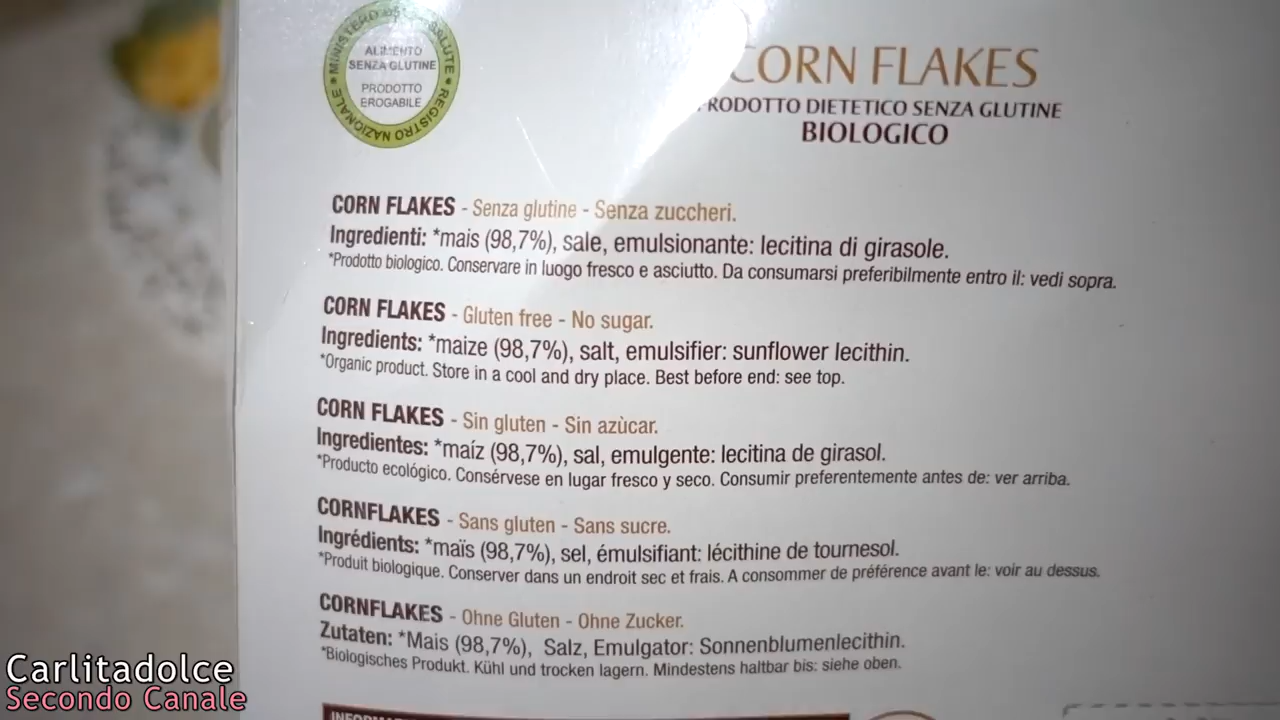 MINISTERO DELLA SALUTE • REGISTRO NAZIONALE •
ALIMENTO
SENZA GLUTINE
PRODOTTO
EROGABILE
CORN FLAKES
PRODOTTO DIETETICO SENZA GLUTINE
BIOLOGICO
CORN FLAKES - Senza glutine - Senza zuccheri.
Ingredienti: *mais (98,7%), sale, emulsionante: lecitina di girasole.
*Prodotto biologico. Conservare in luogo fresco e asciutto. Da consumarsi preferibilmente entro il: vedi sopra.
CORN FLAKES - Gluten free - No sugar.
Ingredients: *maize (98,7%), salt, emulsifier: sunflower lecithin.
*Organic product. Store in a cool and dry place. Best before end: see top.
CORN FLAKES - Sin gluten - Sin azùcar.
Ingredientes: *maíz (98,7%), sal, emulgente: lecitina de girasol.
*Producto ecológico. Consérvese en lugar fresco y seco. Consumir preferentemente antes de: ver arriba.
CORNFLAKES - Sans gluten - Sans sucre.
Ingrédients: *maïs (98,7%), sel, émulsifiant: lécithine de tournesol.
*Produit biologique. Conserver dans un endroit sec et frais. A consommer de préférence avant le: voir au dessus.
CORNFLAKES - Ohne Gluten - Ohne Zucker.
Zutaten: *Mais (98,7%), Salz, Emulgator: Sonnenblumenlecithin.
*Biologisches Produkt. Kühl und trocken lagern. Mindestens haltbar bis: siehe oben.
Carlitadolce
Secondo Canale